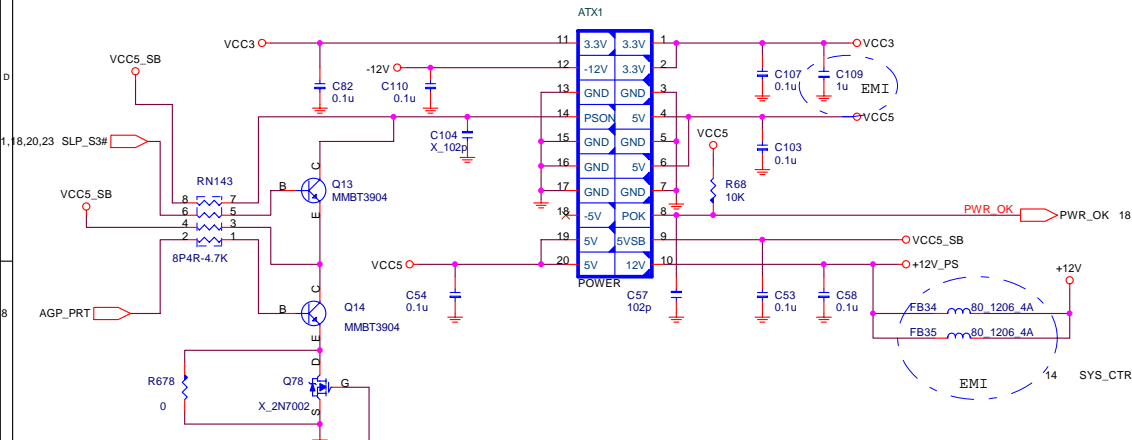 ATX1
VCC3
11
3.3V
3.3V
1
VCC3
VCC5_SB
-12V
12
-12V
3.3V
2
D
C82
0.1u
C110
0.1u
13
GND
GND
3
C107
0.1u
C109
1u
EMI
14
PSON
5V
4
VCC5
1,18,20,23 SLP_S3#
C104
X_102p
15
GND
GND
5
VCC5
C103
0.1u
16
GND
5V
6
RN143
C
Q13
MMBT3904
B
E
17
GND
GND
7
R68
10K
VCC5_SB
8
7
6
5
4
3
2
1
8P4R-4.7K
18
-5V
POK
8
PWR_OK
PWR_OK 18
19
5V
5VSB
9
VCC5_SB
VCC5
20
5V
12V
10
+12V_PS
+12V
POWER
C54
0.1u
C57
102p
C53
0.1u
C58
0.1u
8
AGP_PRT
C
B
Q14
MMBT3904
E
FB34
80_1206_4A
FB35
80_1206_4A
R678
0
D
Q78
G
X_2N7002
S
EMI
14
SYS_CTR